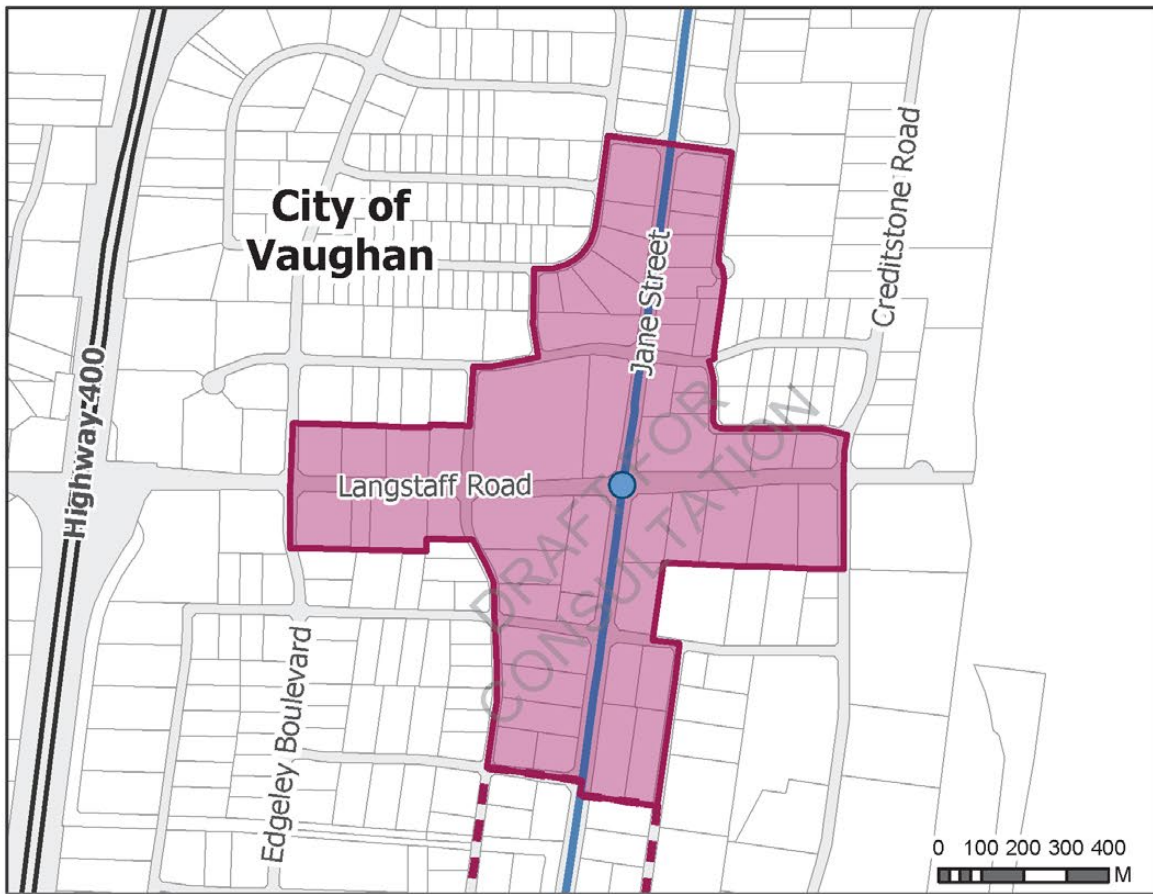 City of
Vaughan
Highway 400
Jane Street
Creditstone Road
Langstaff Road
Edgeley Boulevard
DRAFT FOR
CONSULTATION
0 100 200 300 400
M